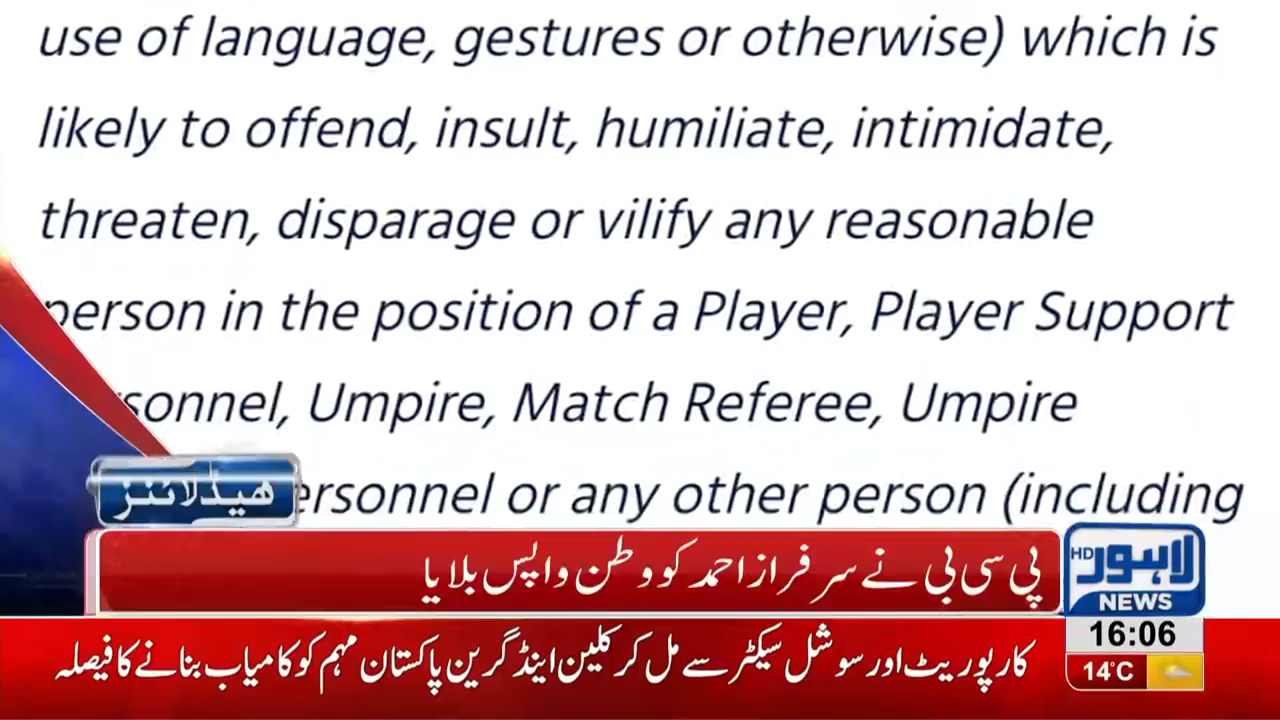 use of language, gestures or otherwise) which is
likely to offend, insult, humiliate, intimidate,
threaten, disparage or vilify any reasonable
person in the position of a Player, Player Support
sonnel, Umpire, Match Referee, Umpire
ersonnel or any other person (including
ھیڈلائنز
پی سی بی نے سرفراز احمد کو وطن واپس بلا یا
HD لاہور
NEWS
16:06
کارپوریٹ اور سوشل سیکٹر سے مل کر کلین اینڈ گرین پاکستان مہم کو کامیاب بنانے کا فیصلہ
14°C